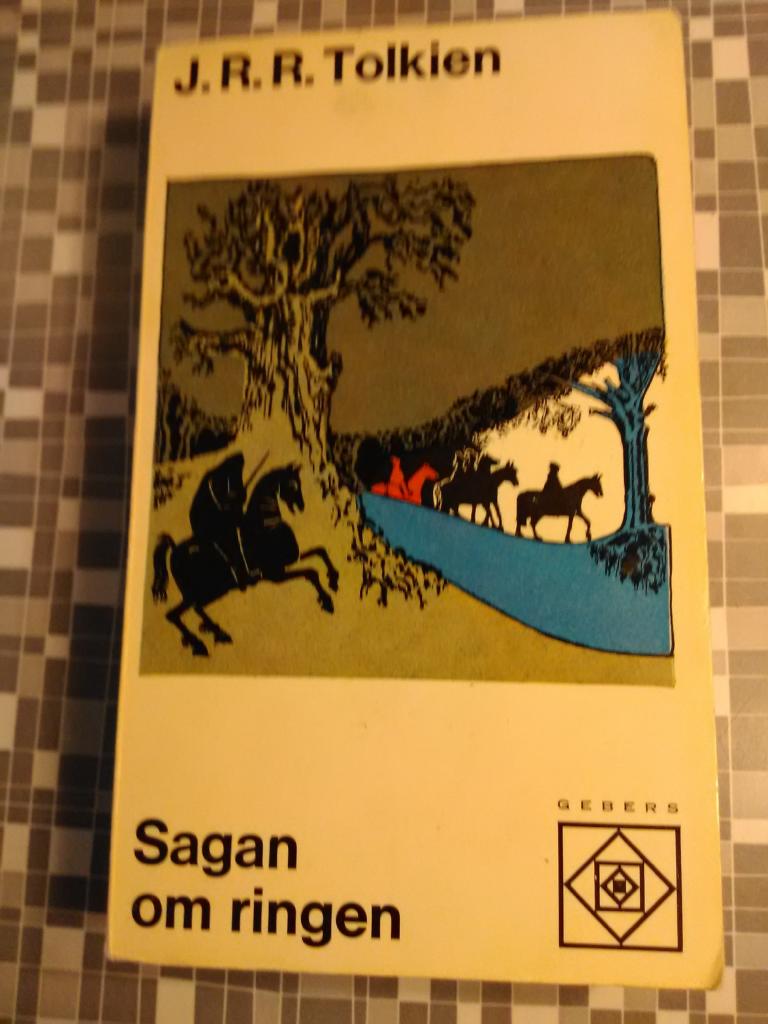 J. R. R. Tolkien
GEBERS
Sagan
om ringen